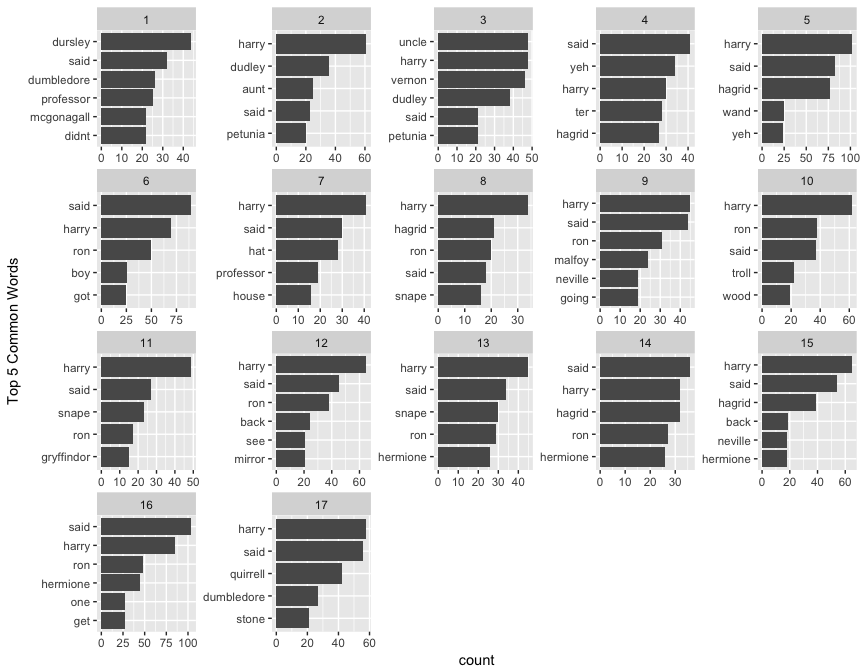 1 2 3 4 5
dursley
said
dumbledore
professor
mcgonagall
didnt
0 10 20 30 40
harry
dudley
aunt
said
petunia
0 20 40 60
uncle
harry
vernon
dudley
said
petunia
0 10 20 30 40 50
said
yeh
harry
ter
hagrid
0 10 20 30 40
harry
said
hagrid
wand
yeh
0 25 50 75 100
6 7 8 9 10
said
harry
ron
boy
got
0 25 50 75
harry
said
hat
professor
house
0 10 20 30 40
harry
hagrid
ron
said
snape
0 10 20 30
harry
said
ron
malfoy
neville
going
0 10 20 30 40
harry
ron
said
troll
wood
0 20 40 60
11 12 13 14 15
harry
said
snape
ron
gryffindor
0 10 20 30 40 50
harry
said
ron
back
see
mirror
0 20 40 60
harry
said
snape
ron
hermione
0 10 20 30 40
said
harry
hagrid
ron
hermione
0 10 20 30
harry
said
hagrid
back
neville
hermione
0 20 40 60
16 17
said
harry
ron
hermione
one
get
0 25 50 75 100
harry
said
quirrell
dumbledore
stone
0 20 40 60
Top 5 Common Words
count